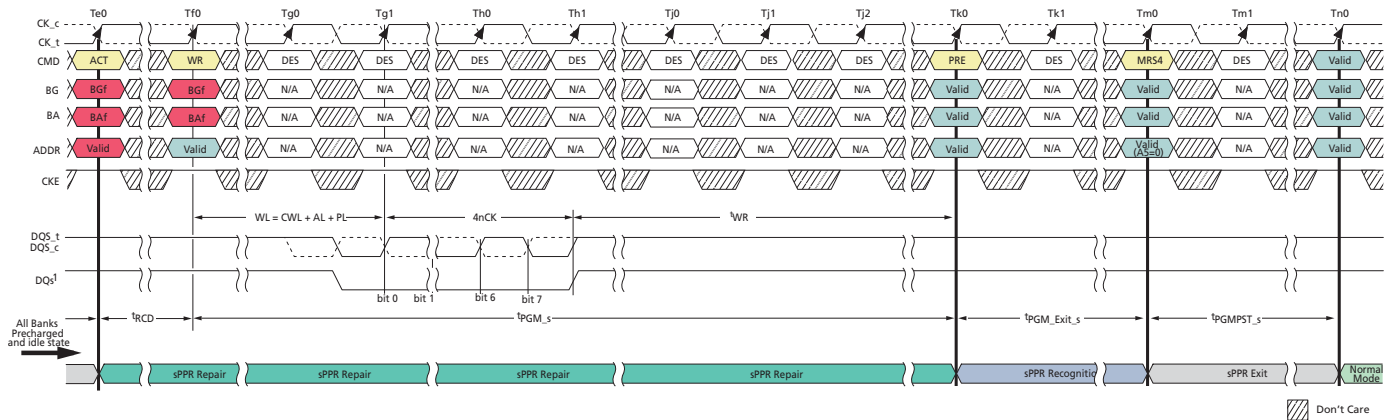 Te0 Tf0 Tg0 Tg1 Th0 Th1 Tj0 Tj1 Tj2 Tk0 Tk1 Tm0 Tm1 Tn0
CK_c
CK_t
CMD ACT WR DES DES DES DES DES DES DES PRE DES MRS4 DES Valid
BG BGf BGf N/A N/A N/A N/A N/A N/A N/A Valid N/A Valid N/A Valid
BA BAf BAf N/A N/A N/A N/A N/A N/A N/A Valid N/A Valid N/A Valid
ADDR Valid Valid N/A N/A N/A N/A N/A N/A N/A Valid N/A Valid (A5=0) N/A Valid
CKE
WL = CWL + AL + PL 4nCK tWR
DQS_t
DQS_c
DQs1
bit 0 bit 1 bit 6 bit 7
All Banks
Precharged
and idle state
tRCD tPGM_s tPGM_Exit_s tPGMPST_s
sPPR Repair sPPR Repair sPPR Repair sPPR Repair sPPR Recognitic sPPR Exit Normal
Mode
Don't Care